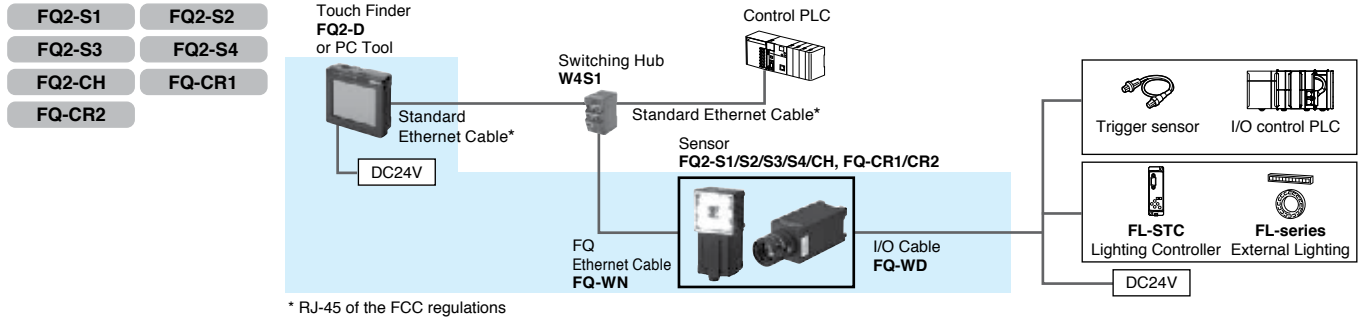 FQ2-S1
FQ2-S2
FQ2-S3
FQ2-S4
FQ2-CH
FQ-CR1
FQ-CR2
Touch Finder
FQ2-D
or PC Tool
Standard
Ethernet Cable*
DC24V
Switching Hub
W4S1
Control PLC
Standard Ethernet Cable*
Sensor
FQ2-S1/S2/S3/S4/CH, FQ-CR1/CR2
FQ
Ethernet Cable
FQ-WN
I/O Cable
FQ-WD
Trigger sensor
I/O control PLC
FL-STC
Lighting Controller
FL-series
External Lighting
DC24V
* RJ-45 of the FCC regulations